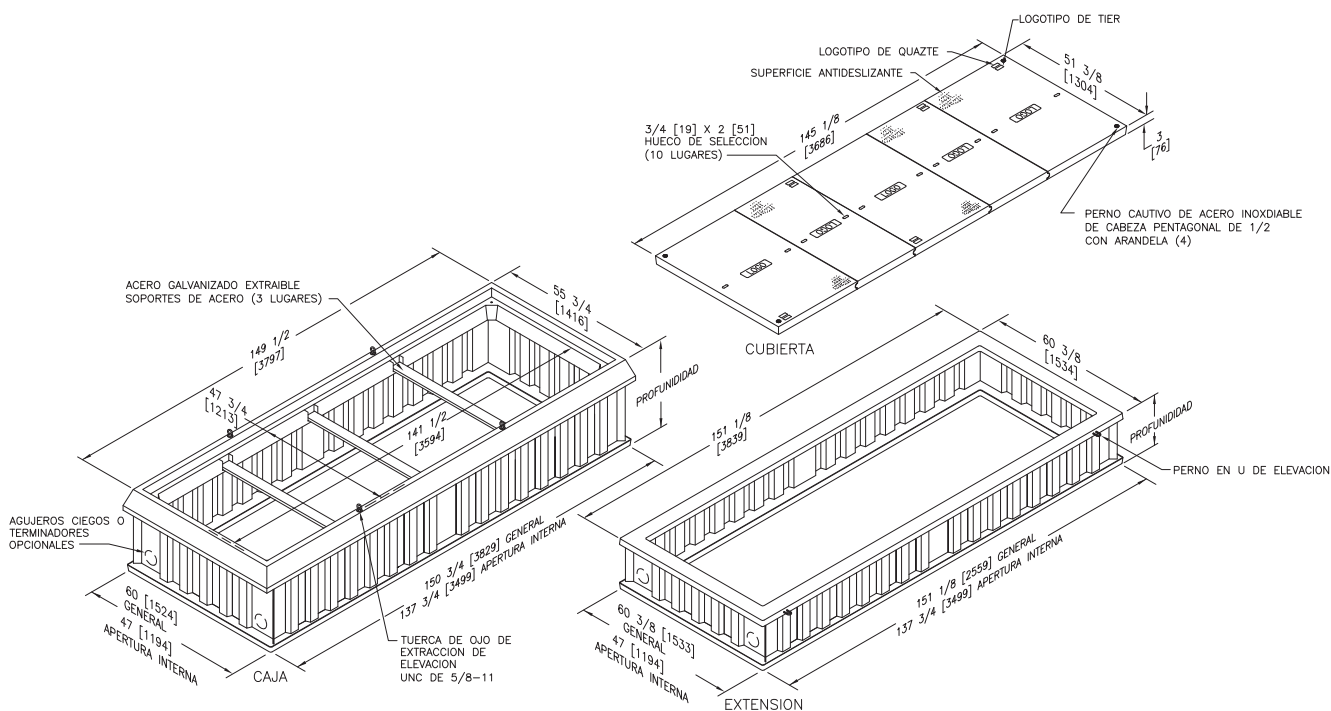 LOGOTIPO DE TIER
LOGOTIPO DE QUAZTE
SUPERFICIE ANTIDESLIZANTE
51 3/8
[1304]
145 1/8
[3686]
3
[76]
3/4 [19] X 2 [51]
HUECO DE SELECCION
(10 LUGARES)
LOGO
LOGO
LOGO
LOGO
LOGO
PERNO CAUTIVO DE ACERO INOXDIABLE
DE CABEZA PENTAGONAL DE 1/2
CON ARANDELA (4)
CUBIERTA
ACERO GALVANIZADO EXTRAIBLE
SOPORTES DE ACERO (3 LUGARES)
55 3/4
[1416]
149 1/2
[3797]
47 3/4
[1213]
141 1/2
[3594]
PROFUNIDIDAD
AGUJEROS CIEGOS O
TERMINADORES
OPCIONALES
150 3/4 [3829] GENERAL
137 3/4 [3499] APERTURA INTERNA
60 [1524]
GENERAL
47 [1194]
APERTURA INTERNA
TUERCA DE OJO DE
EXTRACCION DE
ELEVACION
UNC DE 5/8-11
CAJA
60 3/8
[1534]
151 1/8
[3839]
PROFUNIDIDAD
PERNO EN U DE ELEVACION
151 1/8 [2559] GENERAL
137 3/4 [3499] APERTURA INTERNA
60 3/8 [1533]
GENERAL
47 [1194]
APERTURA INTERNA
EXTENSION